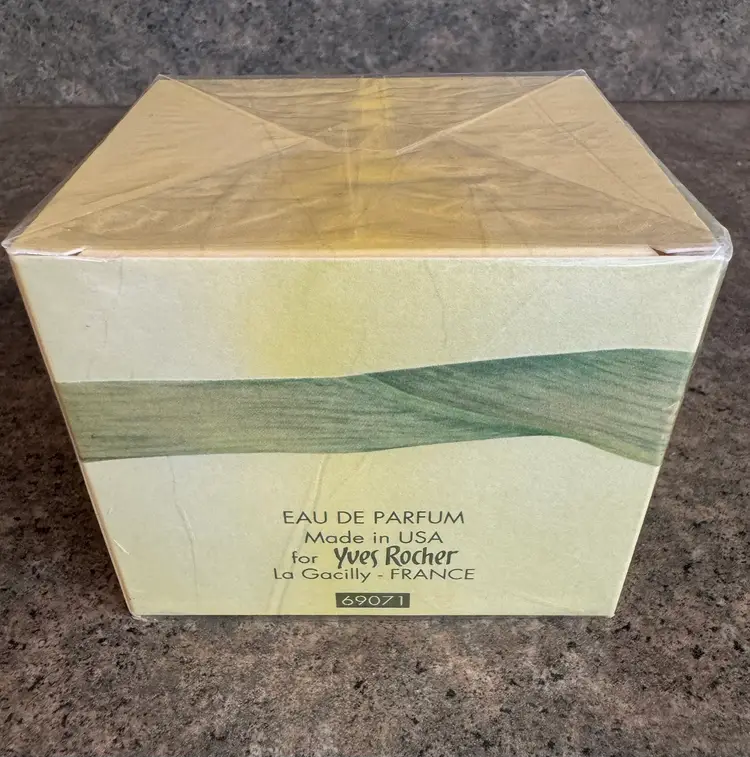 EAU DE PARFUM
Made in USA
for Yves Rocher
La Gacilly - FRANCE
69071